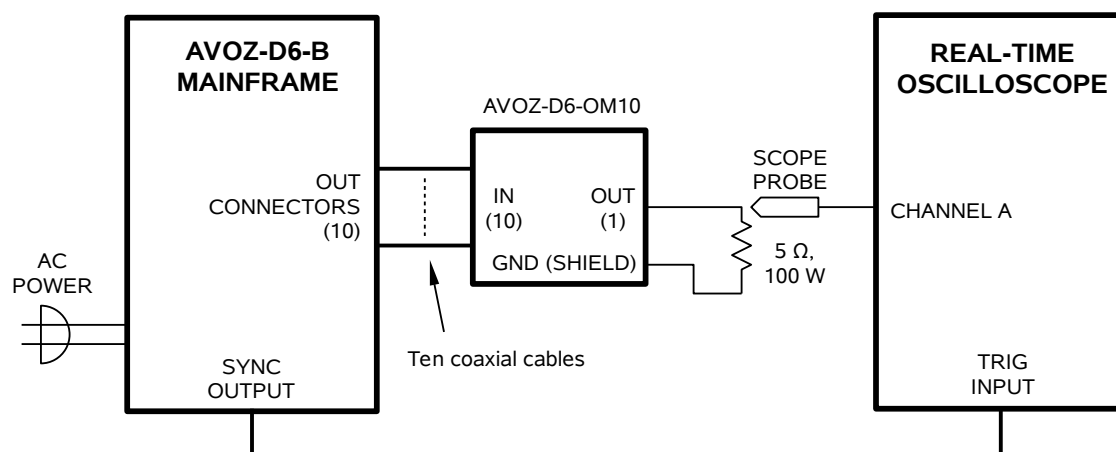 AVOZ-D6-B
MAINFRAME
OUT
CONNECTORS
(10)
AC
POWER
SYNC
OUTPUT
AVOZ-D6-OM10
IN
(10)
OUT
(1)
GND (SHIELD)
Ten coaxial cables
SCOPE
PROBE
5 Ω,
100 W
REAL-TIME
OSCILLOSCOPE
CHANNEL A
TRIG
INPUT